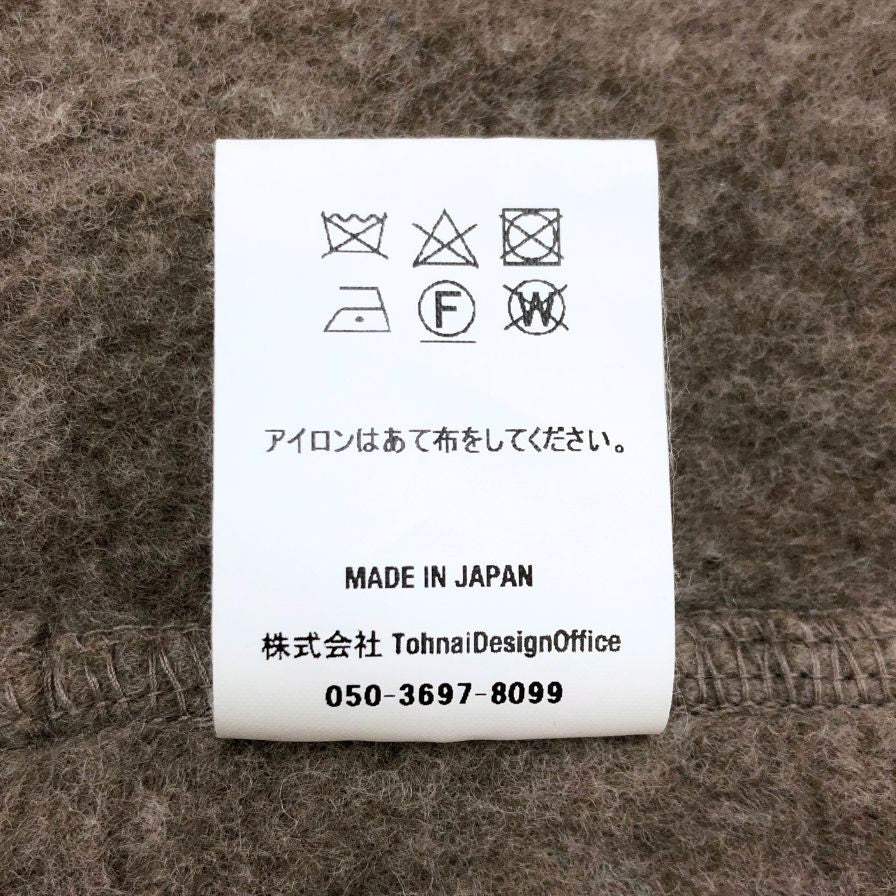 F W
アイロンはあて布をしてください。
MADE IN JAPAN
株式会社 TohnaiDesignOffice
050-3697-8099